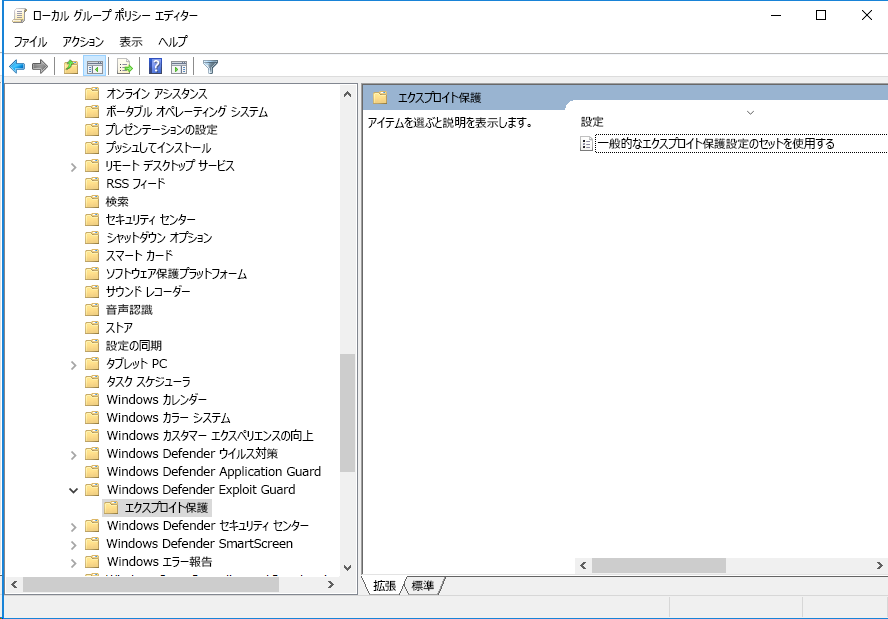 ローカル グループ ポリシー エディター
ファイル アクション 表示 ヘルプ
オンライン アシスタンス
ポータブル オペレーティング システム
プレゼンテーションの設定
プッシュしてインストール
リモート デスクトップ サービス
RSS フィード
検索
セキュリティ センター
シャットダウン オプション
スマート カード
ソフトウェア保護プラットフォーム
サウンド レコーダー
音声認識
ストア
設定の同期
タブレット PC
タスク スケジューラ
Windows カレンダー
Windows カラー システム
Windows カスタマー エクスペリエンスの向上
Windows Defender ウイルス対策
Windows Defender Application Guard
Windows Defender Exploit Guard
エクスプロイト保護
Windows Defender セキュリティ センター
Windows Defender SmartScreen
Windows エラー報告
エクスプロイト保護
アイテムを選ぶと説明を表示します。
設定
一般的なエクスプロイト保護設定のセットを使用する
拡張 標準